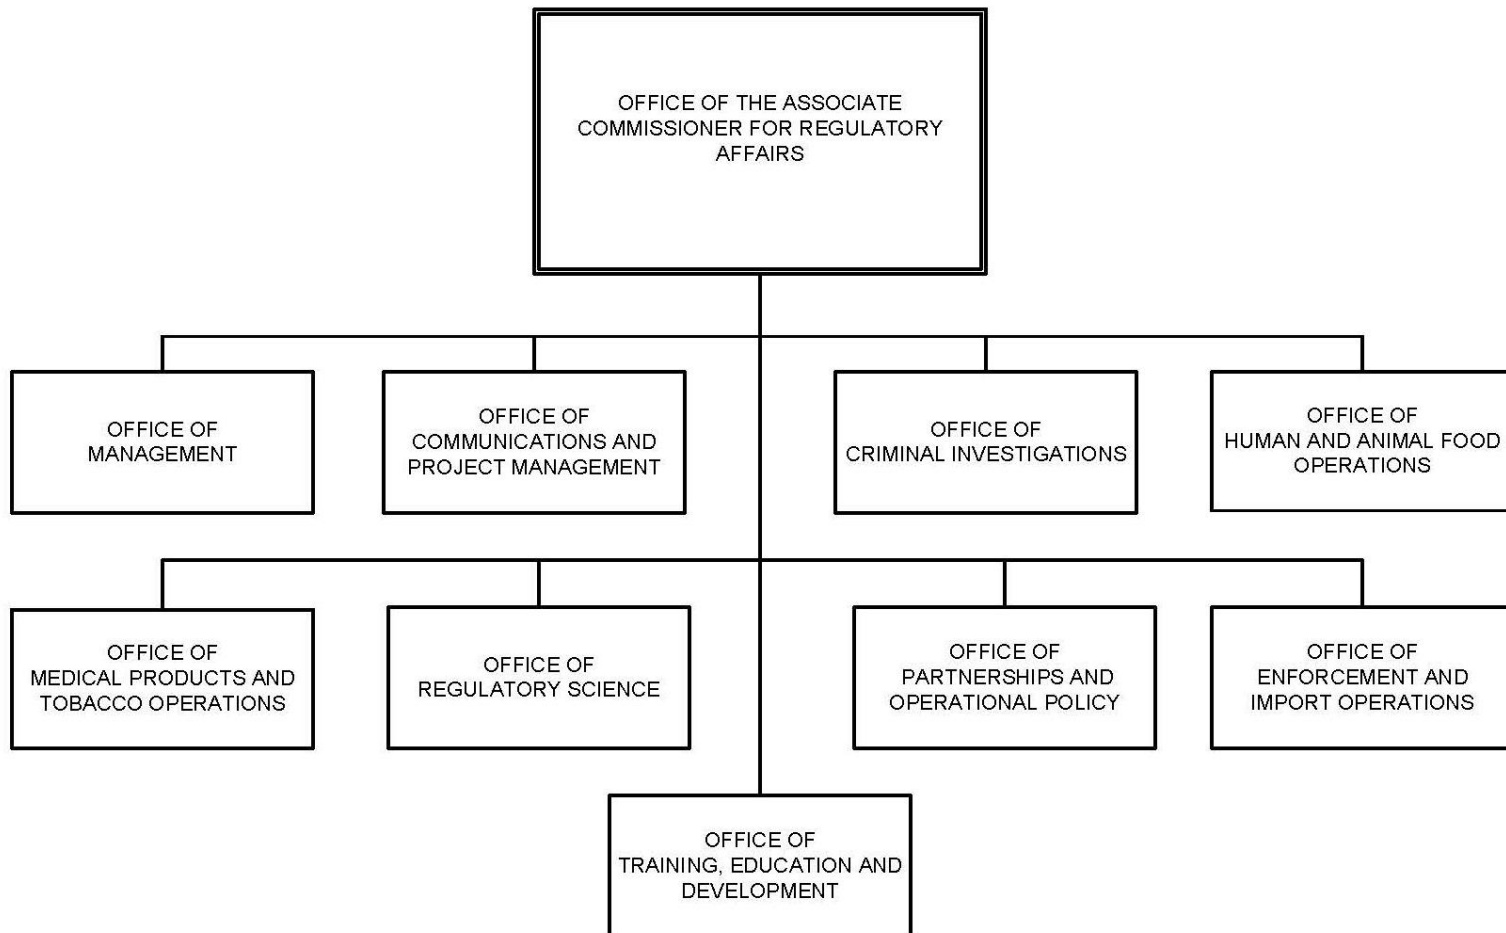 OFFICE OF THE ASSOCIATE
COMMISSIONER FOR REGULATORY
AFFAIRS
OFFICE OF
MANAGEMENT
OFFICE OF
COMMUNICATIONS AND
PROJECT MANAGEMENT
OFFICE OF
CRIMINAL INVESTIGATIONS
OFFICE OF
HUMAN AND ANIMAL FOOD
OPERATIONS
OFFICE OF
MEDICAL PRODUCTS AND
TOBACCO OPERATIONS
OFFICE OF
REGULATORY SCIENCE
OFFICE OF
PARTNERSHIPS AND
OPERATIONAL POLICY
OFFICE OF
ENFORCEMENT AND
IMPORT OPERATIONS
OFFICE OF
TRAINING, EDUCATION AND
DEVELOPMENT